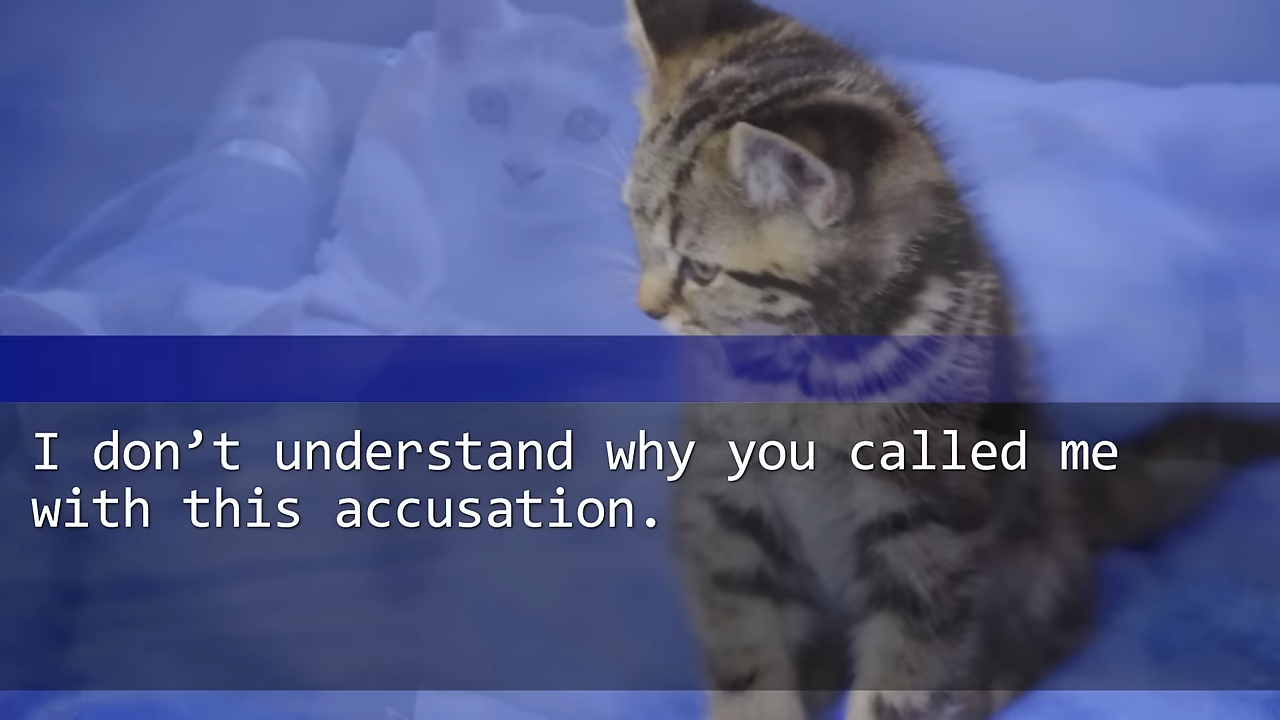 I don’t understand why you called me
with this accusation.